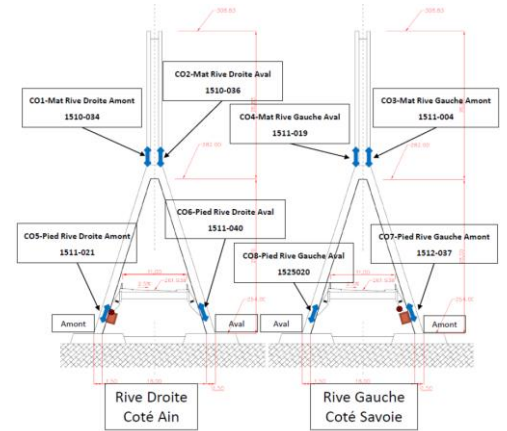 CO2-Mat Rive Droite Aval
1510-036
CO1-Mat Rive Droite Amont
1510-034
CO3-Mat Rive Gauche Amont
1511-004
CO4-Mat Rive Gauche Aval
1511-019
CO6-Pied Rive Droite Aval
1511-040
CO5-Pied Rive Droite Amont
1511-021
CO7-Pied Rive Gauche Amont
1512-037
CO8-Pied Rive Gauche Aval
1525020
Amont
Aval
Aval
Amont
Rive Droite
Coté Ain
Rive Gauche
Coté Savoie